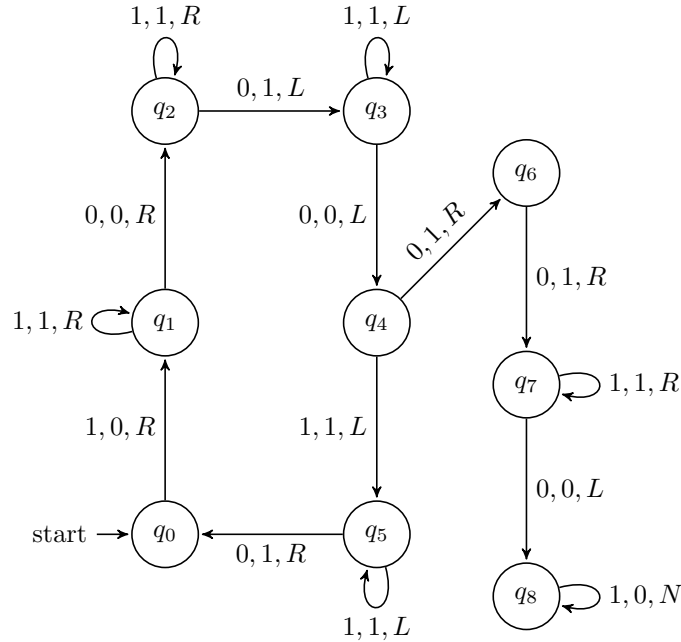 1, 1, R
1, 1, L
0, 1, L
q₂
q₃
q₆
0, 0, R
0, 0, L
0, 1, R
0, 1, R
1, 1, R
q₁
q₄
q₇
1, 1, R
1, 0, R
1, 1, L
0, 0, L
start
q₀
q₅
0, 1, R
q₈
1, 0, N
1, 1, L